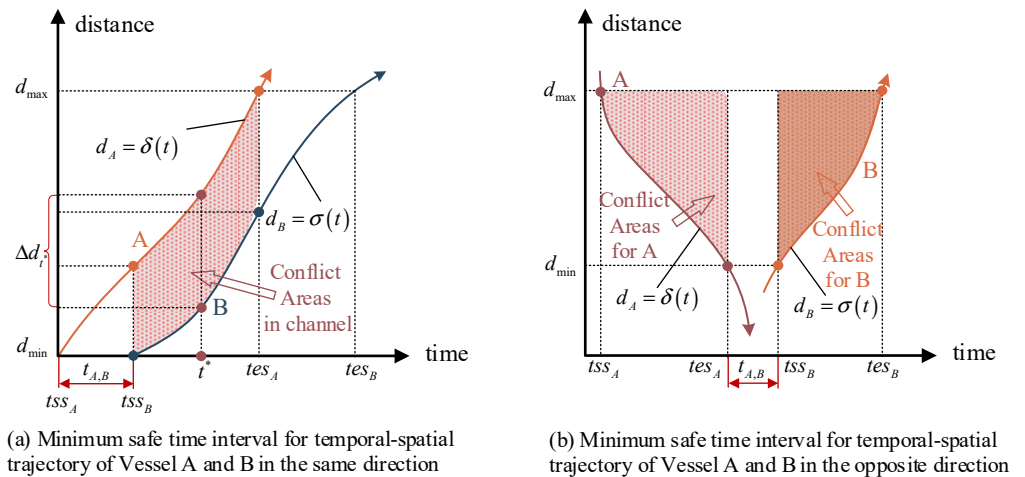 distance
d_max
d_A = δ(t)
A
d_B = σ(t)
Δd_t*
Conflict
Areas
in channel
B
d_min
time
t_A,B
t*
tes_A
tes_B
tss_A
tss_B
(a) Minimum safe time interval for temporal-spatial
trajectory of Vessel A and B in the same direction
distance
A
d_max
B
Conflict
Areas
for A
Conflict
Areas
for B
d_min
d_A = δ(t)
d_B = σ(t)
time
tss_A
tes_A
t_A,B
tss_B
tes_B
(b) Minimum safe time interval for temporal-spatial
trajectory of Vessel A and B in the opposite direction